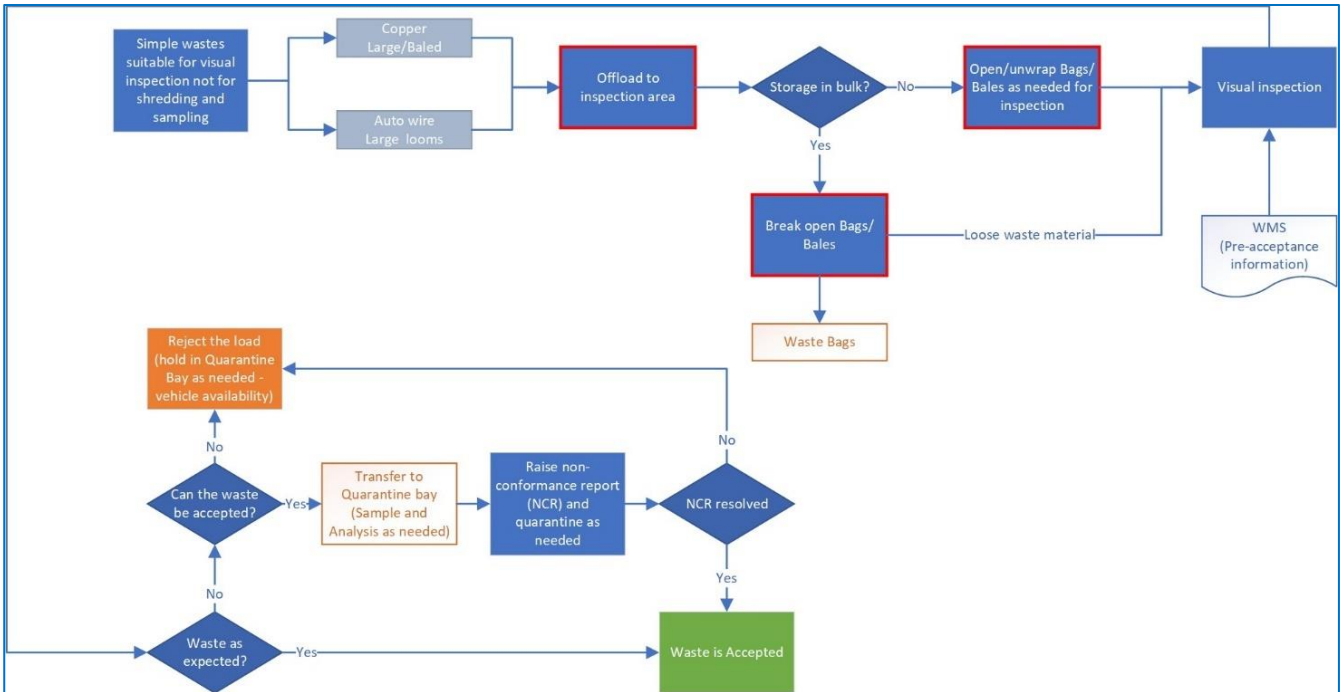 Simple wastes
suitable for visual
inspection not for
shredding and
sampling
Copper
Large/Baled
Auto wire
Large looms
Offload to
inspection area
Storage in bulk?
No
Open/unwrap Bags/
Bales as needed for
inspection
Visual inspection
Yes
Break open Bags/
Bales
Loose waste material
WMS
(Pre-acceptance
information)
Waste Bags
Reject the load
(hold in Quarantine
Bay as needed -
vehicle availability)
No
Can the waste
be accepted?
Yes
Transfer to
Quarantine bay
(Sample and
Analysis as needed)
Raise non-
conformance report
(NCR) and
quarantine as
needed
NCR resolved
No
Yes
No
Waste as
expected?
Yes
Waste is Accepted